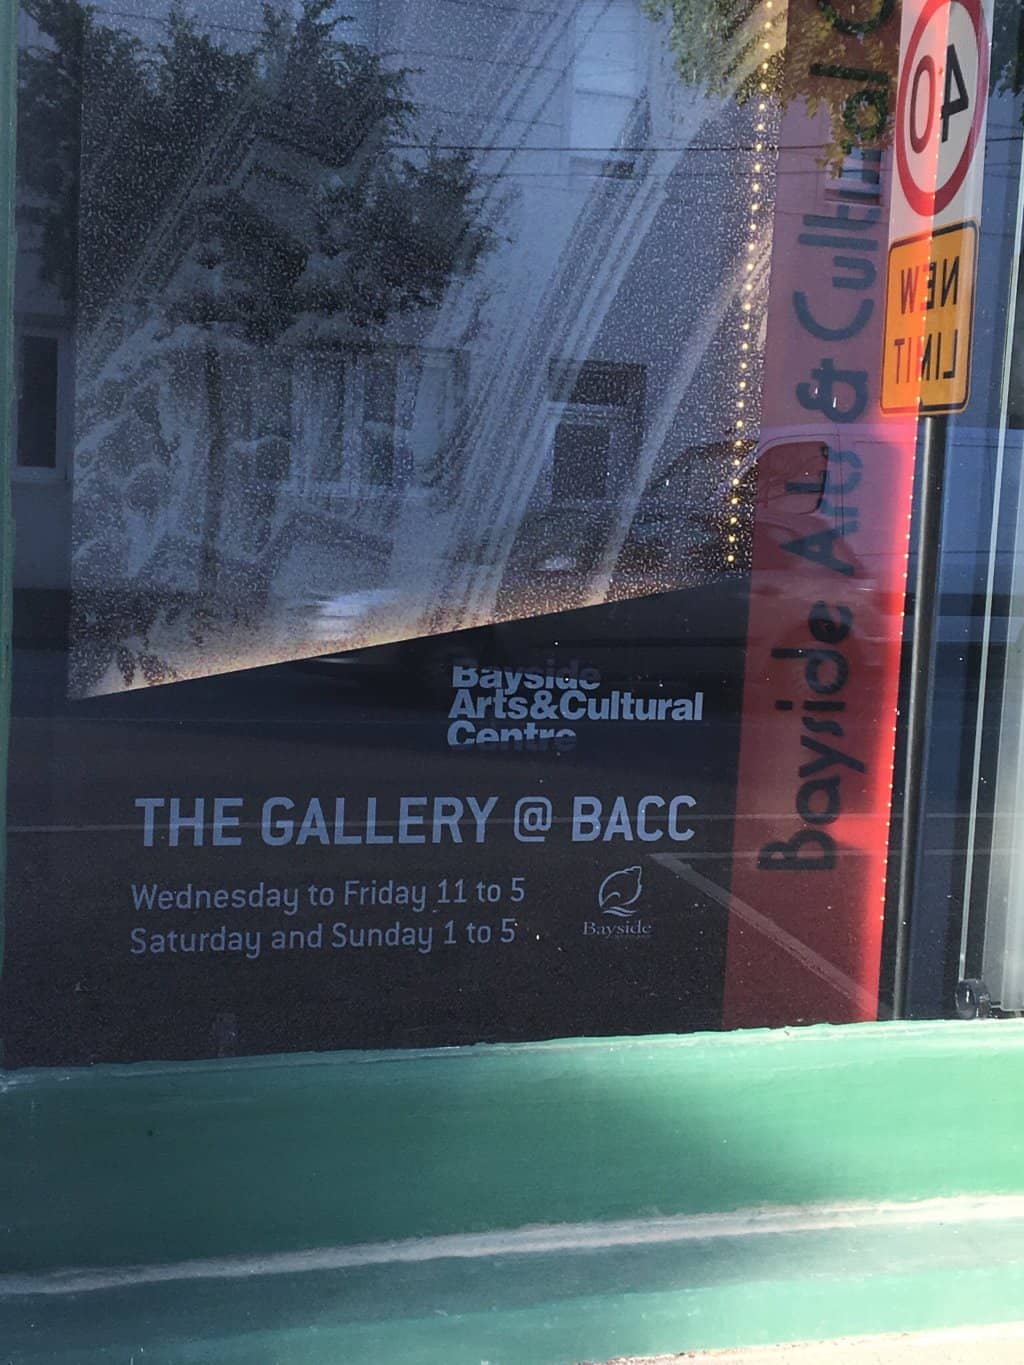 Bayside
Arts&Cultural
Centre
THE GALLERY @ BACC
Wednesday to Friday 11 to 5
Saturday and Sunday 1 to 5
Bayside
Bayside Arts & Cultural C
40
NEW
LIMIT